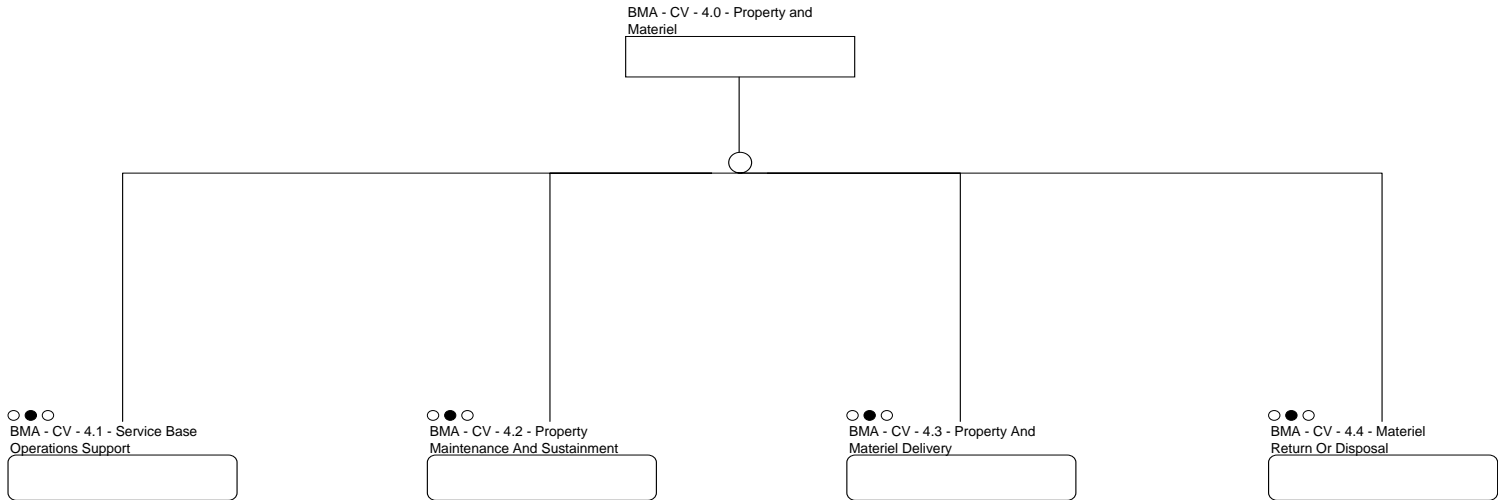 BMA - CV - 4.0 - Property and
Materiel
BMA - CV - 4.1 - Service Base
Operations Support
BMA - CV - 4.2 - Property
Maintenance And Sustainment
BMA - CV - 4.3 - Property And
Materiel Delivery
BMA - CV - 4.4 - Materiel
Return Or Disposal